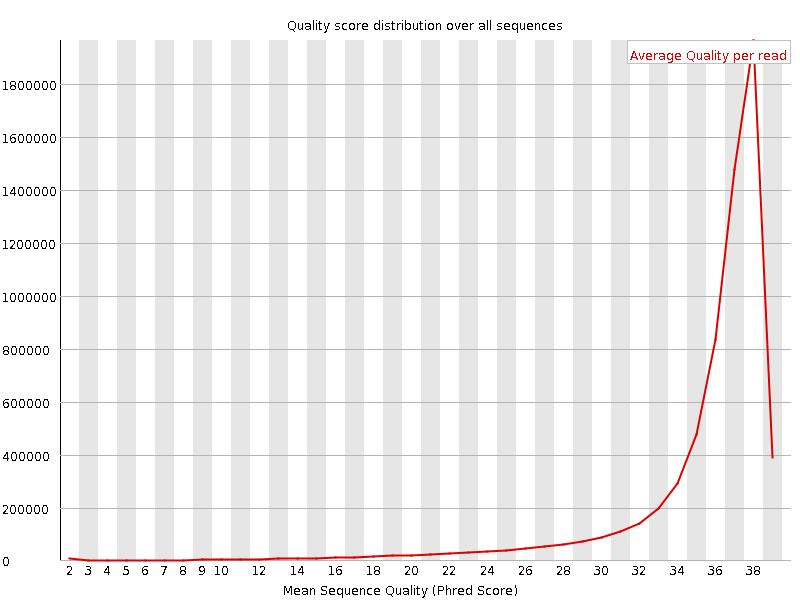 Quality score distribution over all sequences
Average Quality per read
1800000
1600000
1400000
1200000
1000000
800000
600000
400000
200000
0
2 3 4 5 6 7 8 9 10 12 14 16 18 20 22 24 26 28 30 32 34 36 38
Mean Sequence Quality (Phred Score)